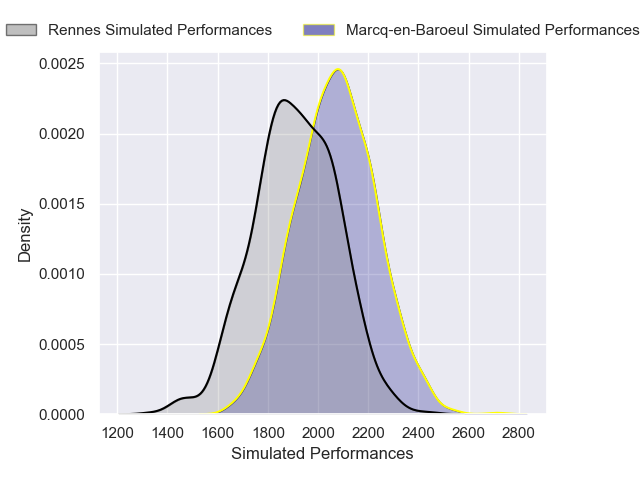 Rennes Simulated Performances
Marcq-en-Baroeul Simulated Performances
0.0025
0.0020
0.0015
0.0010
0.0005
0.0000
Density
1200 1400 1600 1800 2000 2200 2400 2600 2800
Simulated Performances